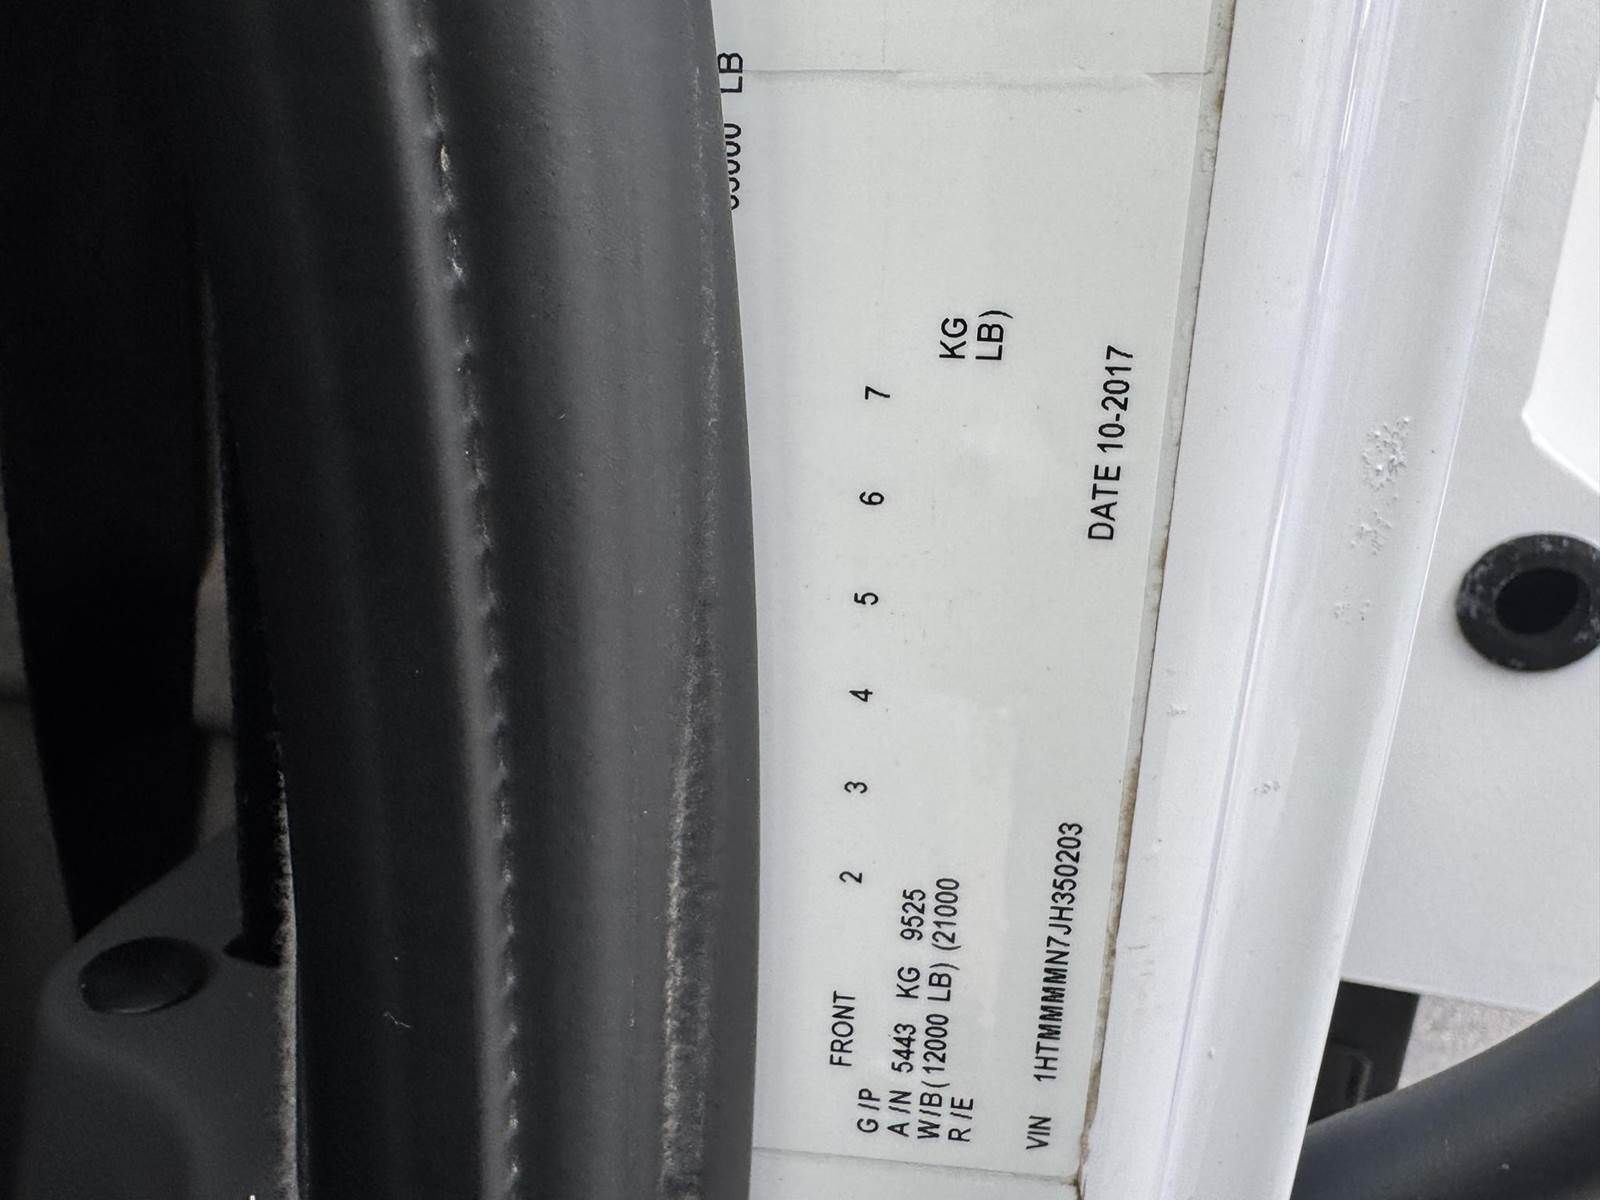 LB
FRONT 2 3 4 5 6 7
G/P
A/N 5443 KG 9525 KG
W/B(12000 LB)(21000 LB)
R/E
VIN 1HTMMMMN7JH350203 DATE 10-2017